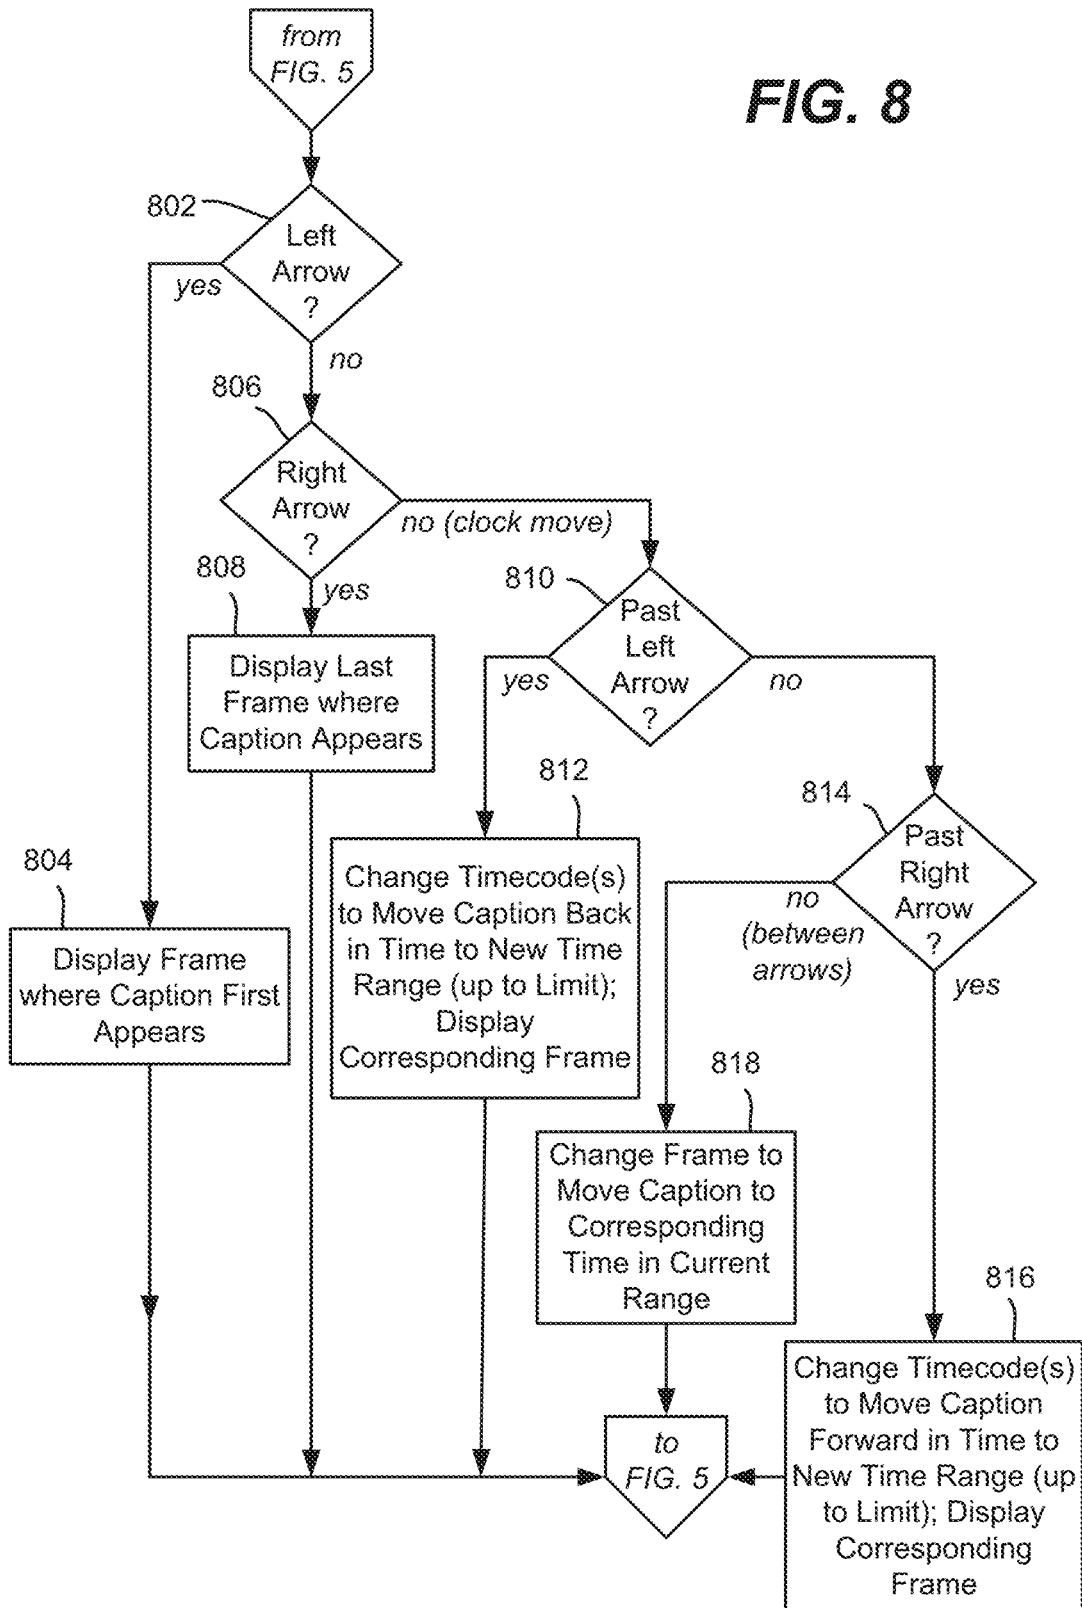 from
FIG. 5
FIG. 8
802
Left
Arrow
?
yes
no
806
Right
Arrow
?
no (clock move)
808
yes
810
Past
Left
Arrow
?
yes
no
Display Last
Frame where
Caption Appears
812
814
Past
Right
Arrow
?
no
(between
arrows)
yes
804
Display Frame
where Caption First
Appears
Change Timecode(s)
to Move Caption Back
in Time to New Time
Range (up to Limit);
Display
Corresponding Frame
818
Change Frame to
Move Caption to
Corresponding
Time in Current
Range
816
Change Timecode(s)
to Move Caption
Forward in Time to
New Time Range (up
to Limit); Display
Corresponding
Frame
to
FIG. 5